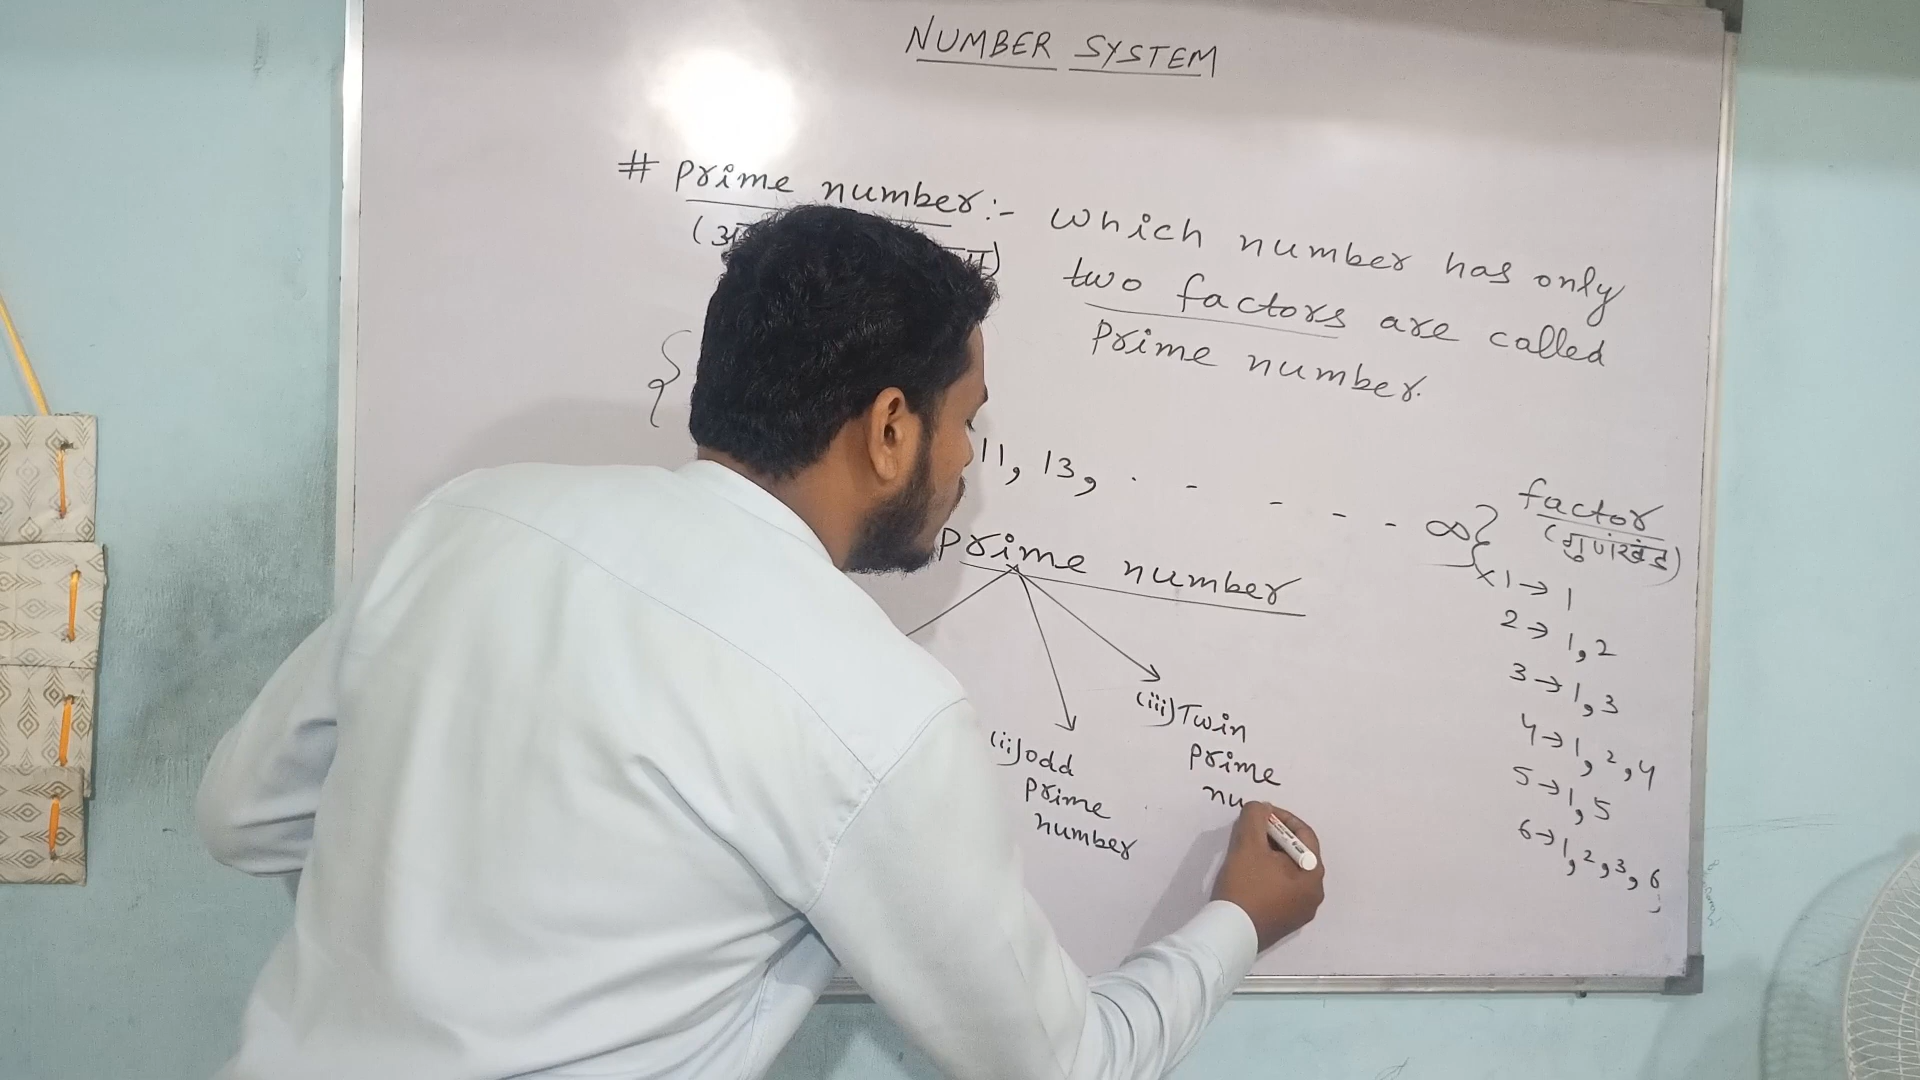 NUMBER SYSTEM
# Prime number:- which number has only
two factors are called
Prime number.
11, 13, . - - - - ∞}
Prime number
(ii) odd
Prime
number
(iii) Twin
Prime
nu
factor
(गुणंखंड)
x 1 → 1
2 → 1, 2
3 → 1, 3
4 → 1, 2, 4
5 → 1, 5
6 → 1, 2, 3, 6